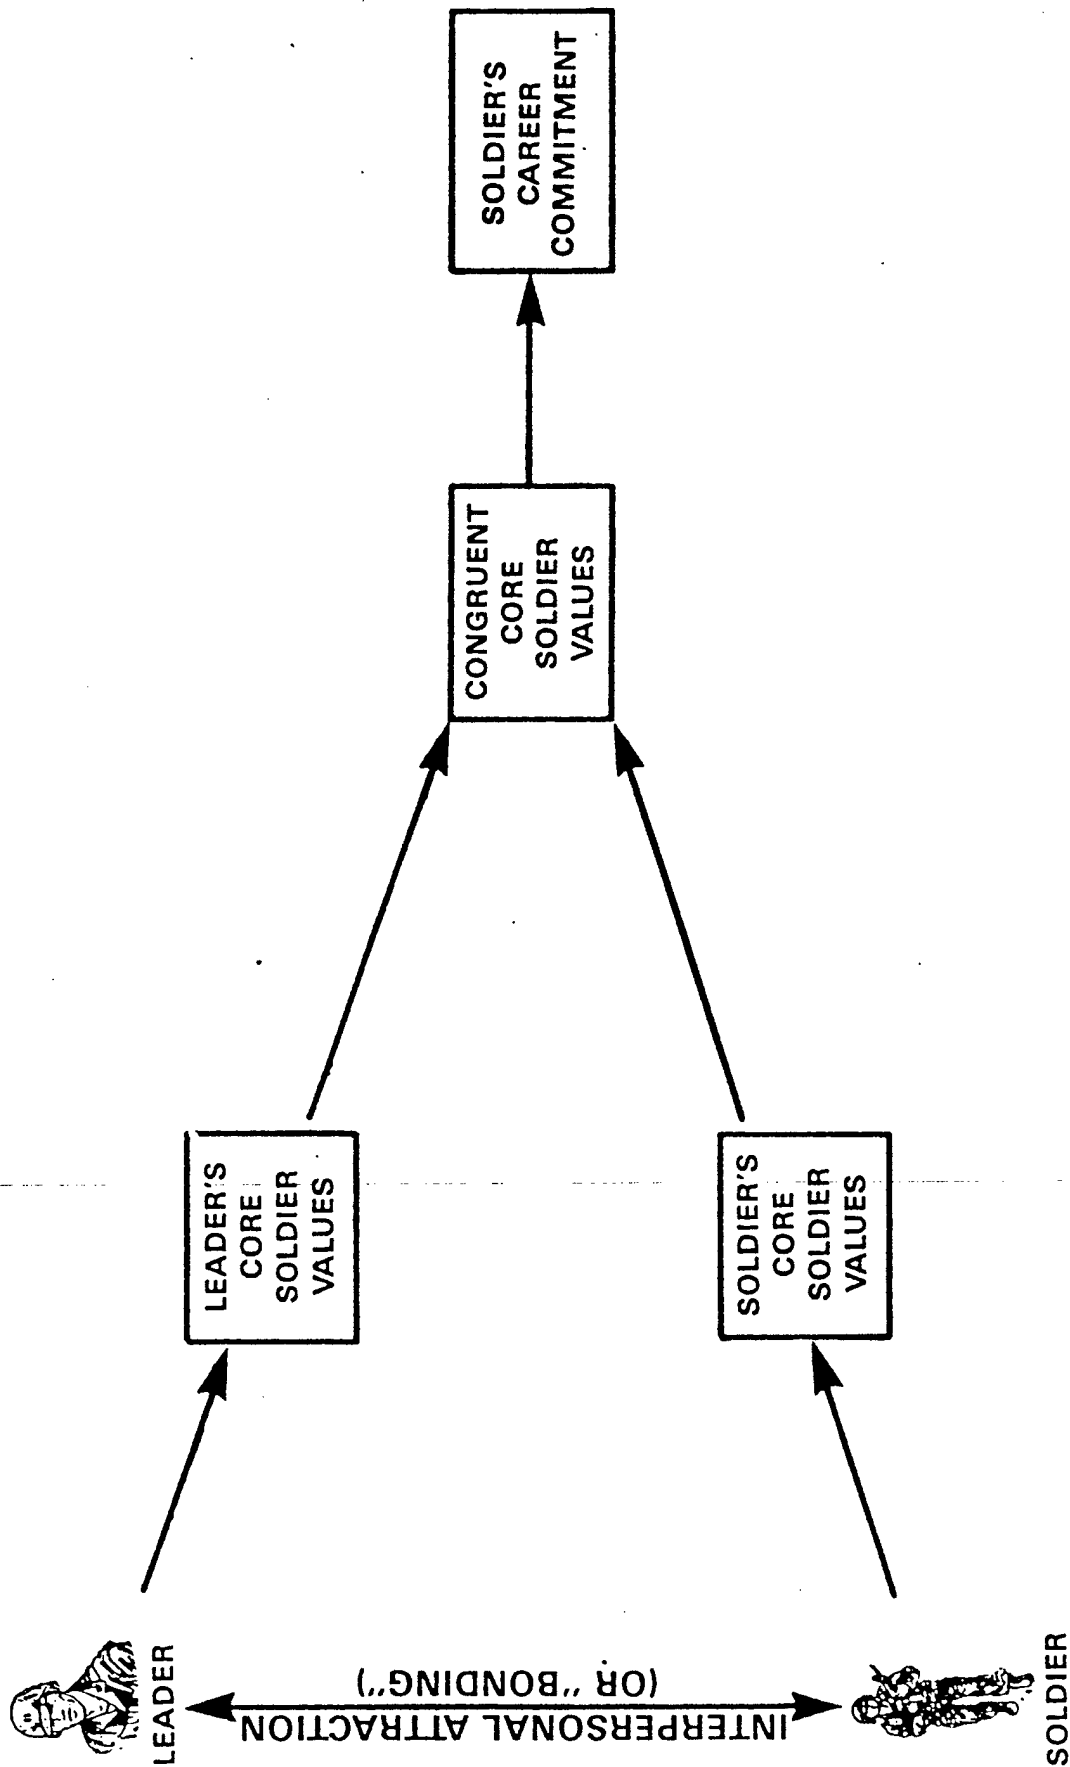 LEADER
INTERPERSONAL ATTRACTION
(OR "BONDING")
SOLDIER
LEADER'S
CORE
SOLDIER
VALUES
SOLDIER'S
CORE
SOLDIER
VALUES
CONGRUENT
CORE
SOLDIER
VALUES
SOLDIER'S
CAREER
COMMITMENT